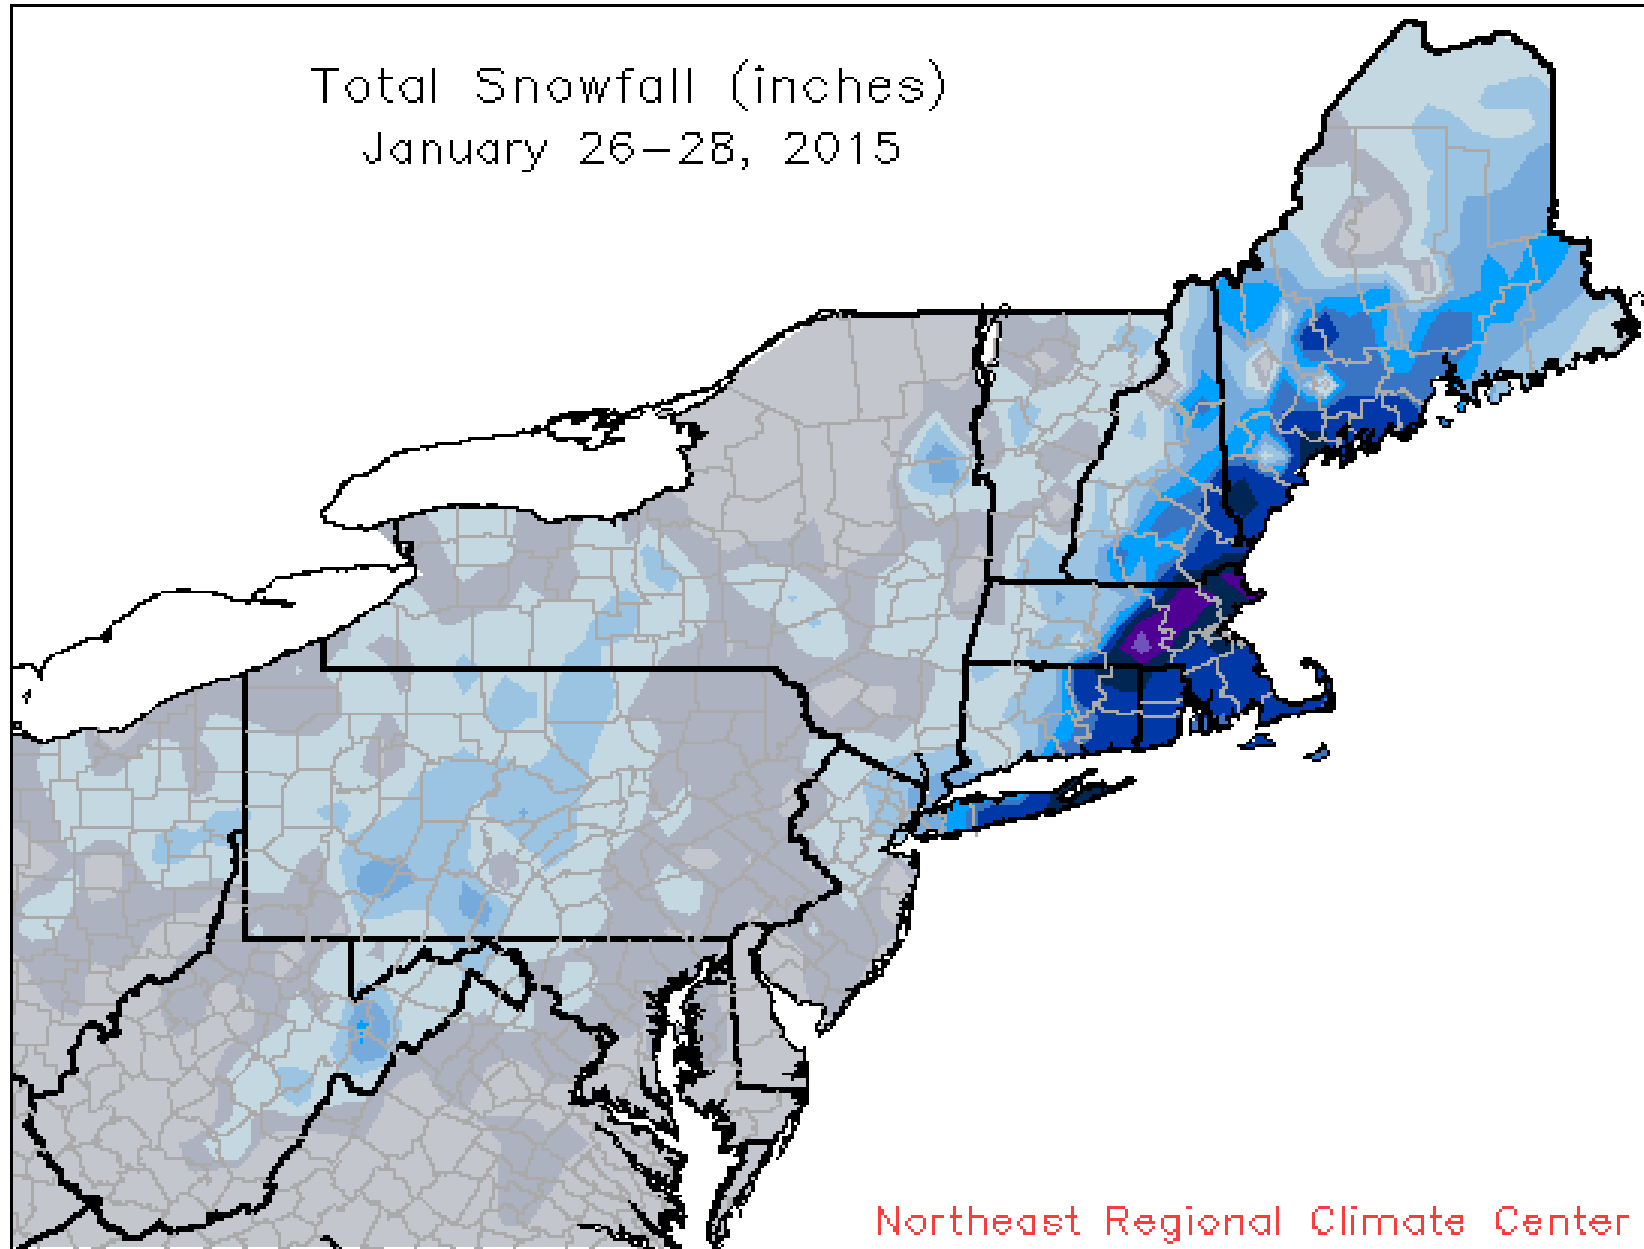 Total Snowfall (inches)
January 26-28, 2015
Northeast Regional Climate Center